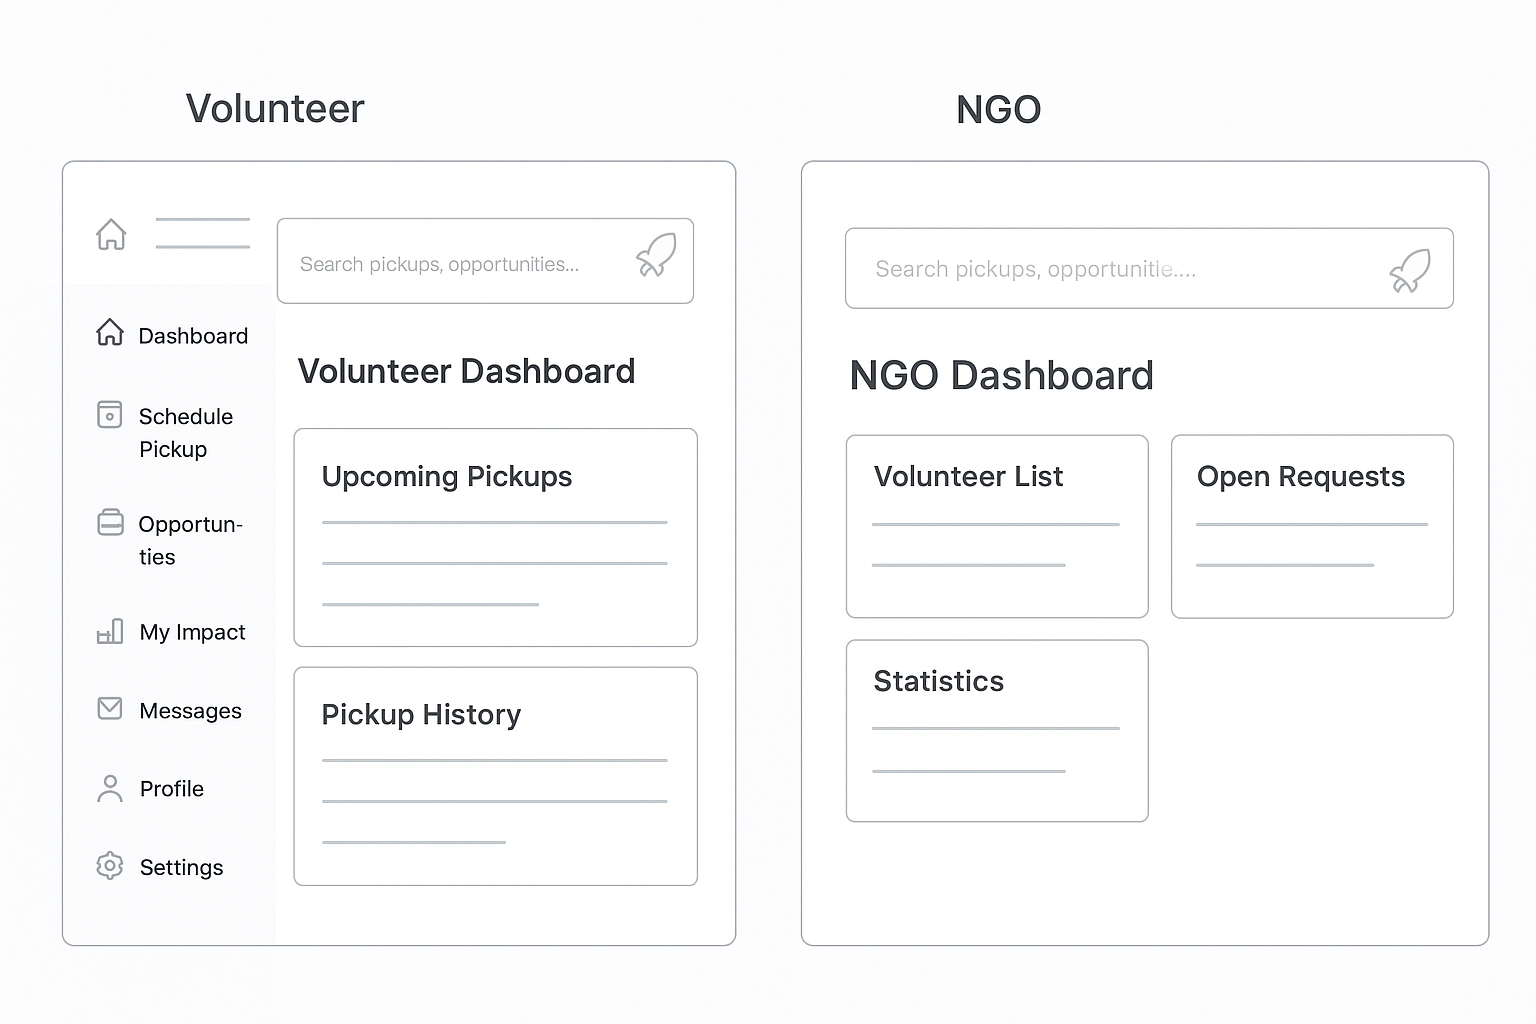 Volunteer
Search pickups, opportunities...
Dashboard
Schedule
Pickup
Opportun-
ties
My Impact
Messages
Profile
Settings
Volunteer Dashboard
Upcoming Pickups
Pickup History
NGO
Search pickups, opportunitie....
NGO Dashboard
Volunteer List
Open Requests
Statistics